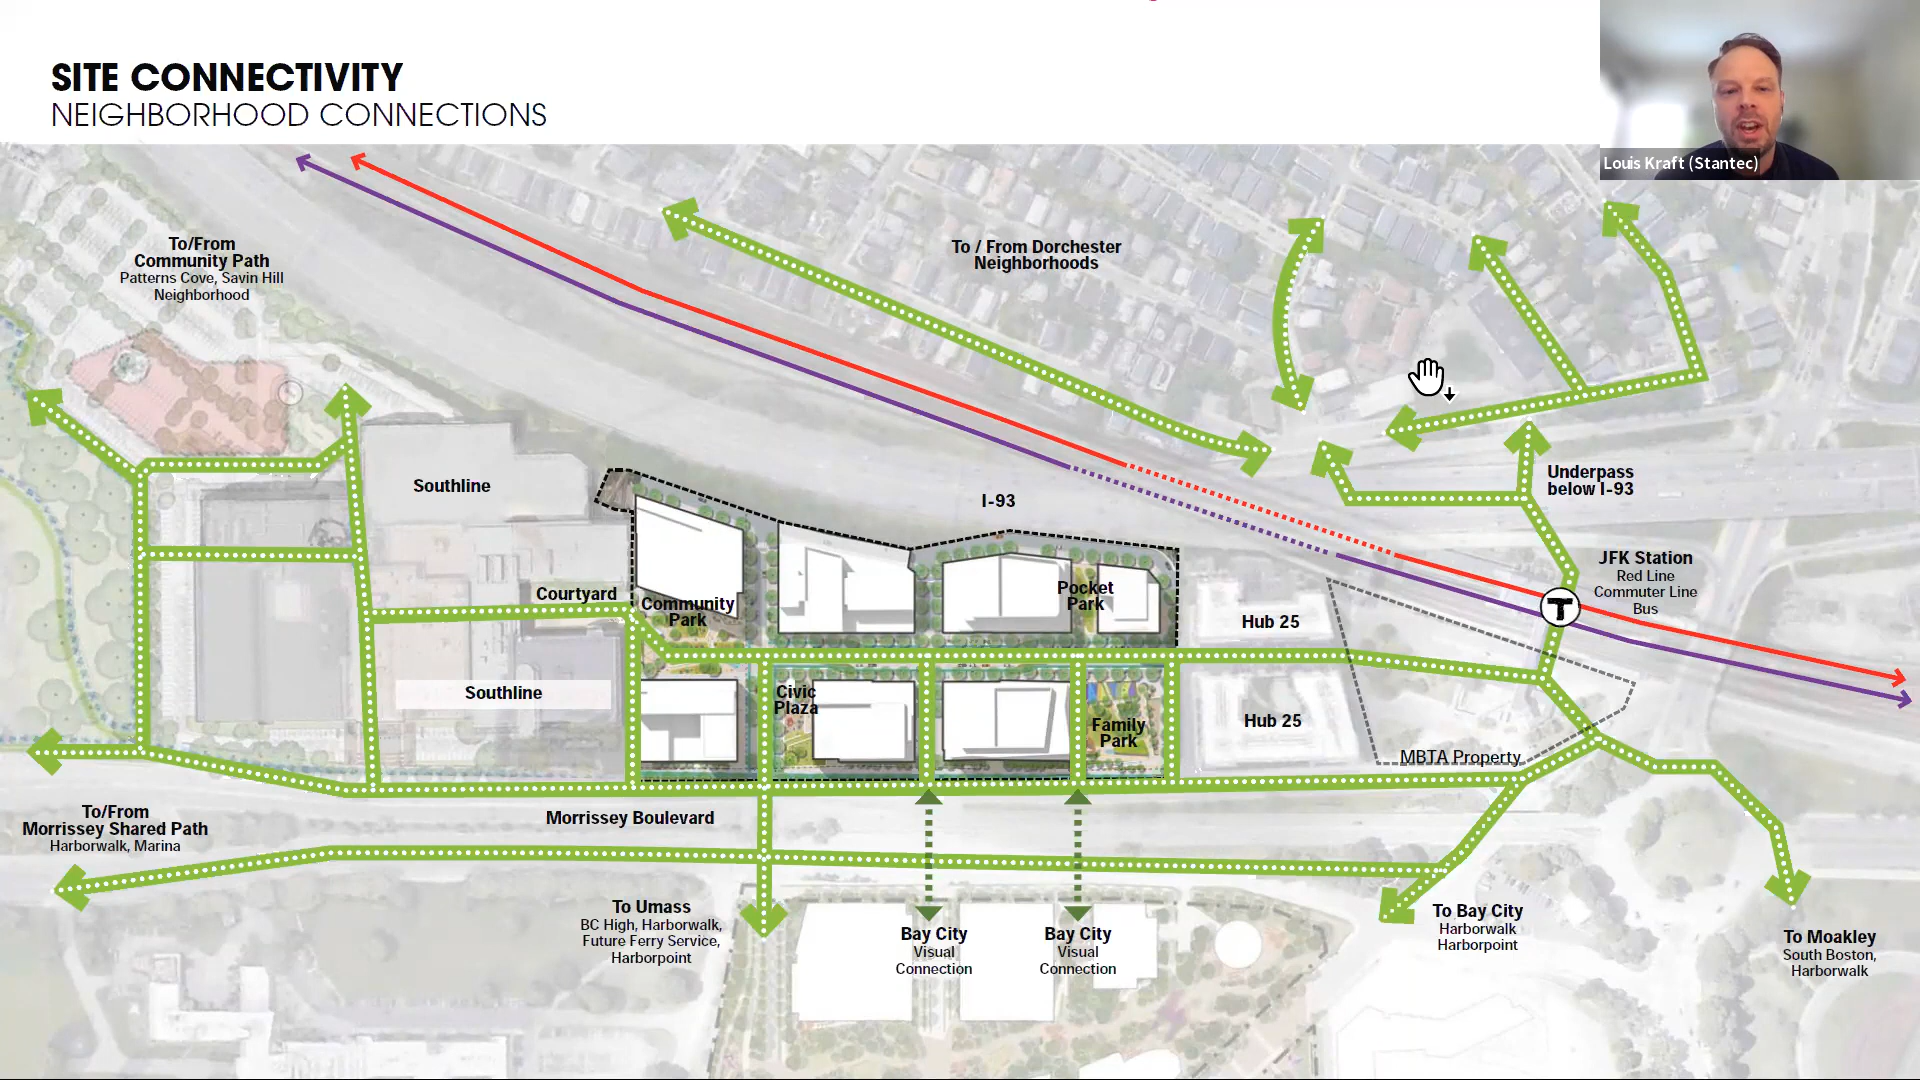 SITE CONNECTIVITY
NEIGHBORHOOD CONNECTIONS
Louis Kraft (Stantec)
To/From
Community Path
Patterns Cove, Savin Hill
Neighborhood
To / From Dorchester
Neighborhoods
Southline
I-93
Underpass
below I-93
JFK Station
Red Line
Commuter Line
Bus
T
Courtyard
Community
Park
Pocket
Park
Hub 25
Southline
Civic
Plaza
Family
Park
Hub 25
MBTA Property
To/From
Morrissey Shared Path
Harborwalk, Marina
Morrissey Boulevard
To Umass
BC High, Harborwalk,
Future Ferry Service,
Harborpoint
Bay City
Visual
Connection
Bay City
Visual
Connection
To Bay City
Harborwalk
Harborpoint
To Moakley
South Boston,
Harborwalk